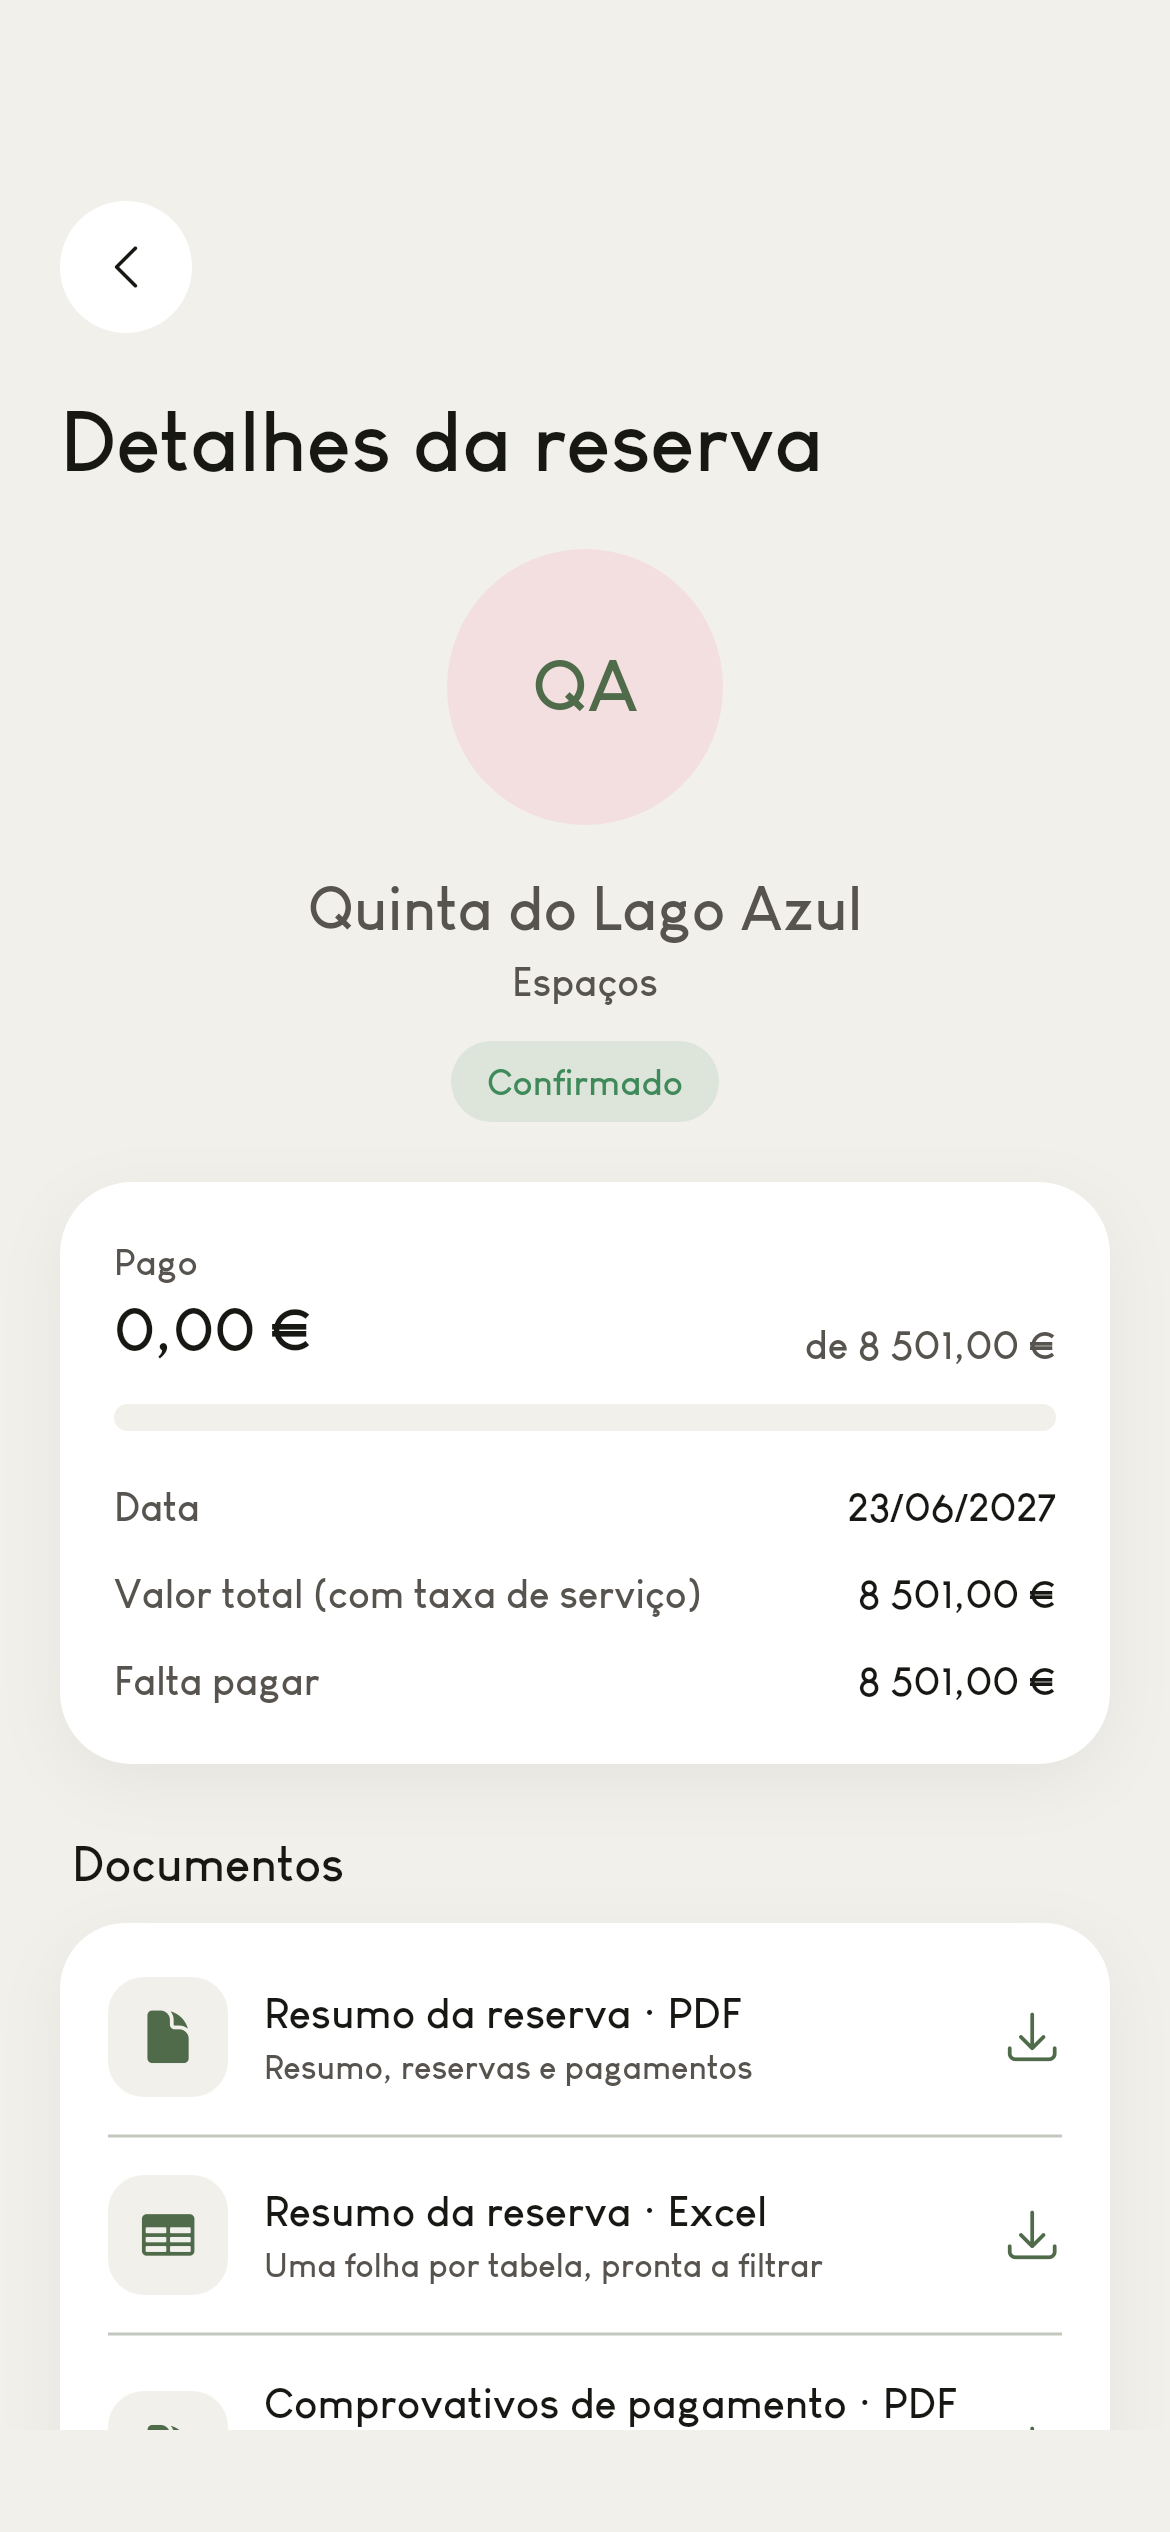 Detalhes da reserva
QA
Quinta do Lago Azul
Espaços
Confirmado
Pago
0,00 €
de 8 501,00 €
Data
23/06/2027
Valor total (com taxa de serviço)
8 501,00 €
Falta pagar
8 501,00 €
Documentos
Resumo da reserva · PDF
Resumo, reservas e pagamentos
Resumo da reserva · Excel
Uma folha por tabela, pronta a filtrar
Comprovativos de pagamento · PDF